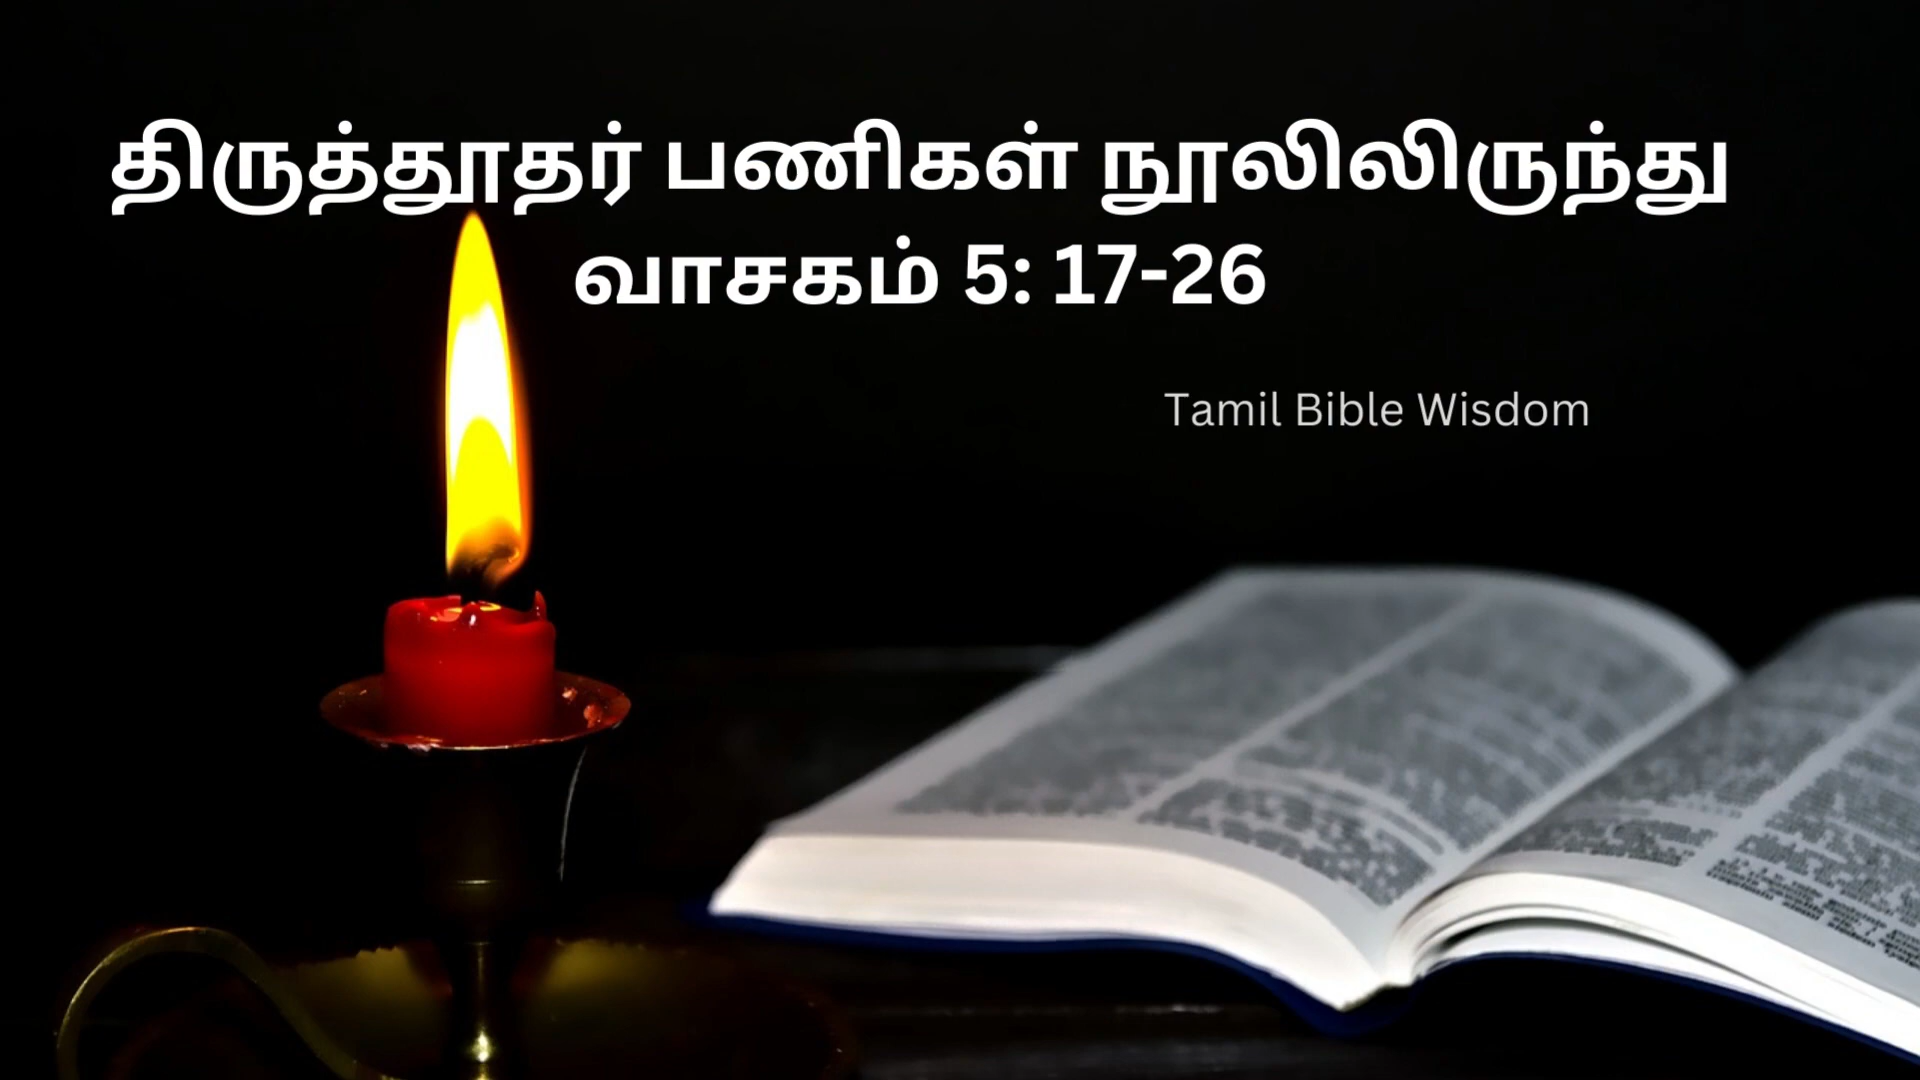 திருத்தூதர் பணிகள் நூலிலிருந்து
வாசகம் 5: 17-26
Tamil Bible Wisdom